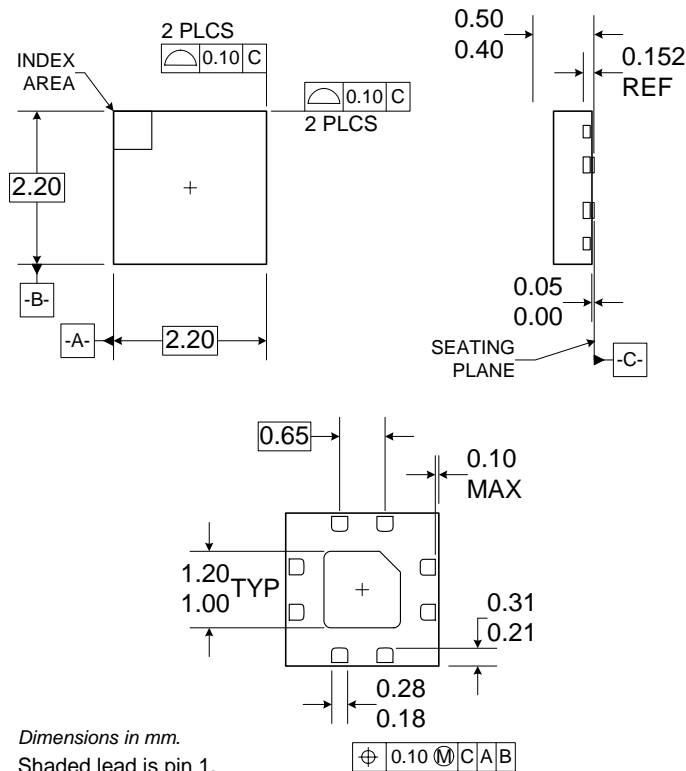 2 PLCS
0.10 C
INDEX
AREA
0.10 C
2 PLCS
2.20
-B-
-A-
2.20
0.50
0.40
0.152
REF
0.05
0.00
SEATING
PLANE
-C-
0.65
0.10
MAX
1.20
1.00
TYP
0.31
0.21
0.28
0.18
Dimensions in mm.
Shaded lead is pin 1.
⌖ 0.10 Ⓜ C A B